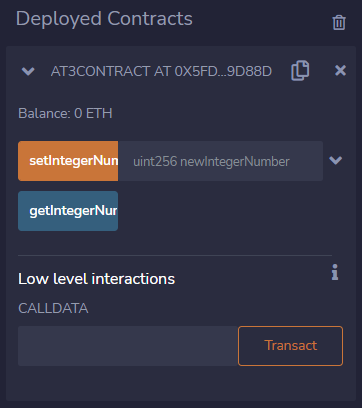 Deployed Contracts
AT3CONTRACT AT 0X5FD...9D88D
Balance: 0 ETH
setIntegerNum uint256 newIntegerNumber
getIntegerNur
Low level interactions
CALLDATA
Transact